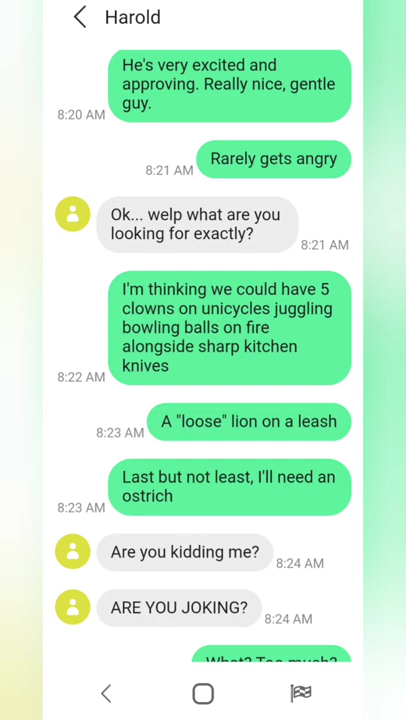 Harold
He's very excited and
approving. Really nice, gentle
guy.
8:20 AM
Rarely gets angry
8:21 AM
Ok... welp what are you
looking for exactly?
8:21 AM
I'm thinking we could have 5
clowns on unicycles juggling
bowling balls on fire
alongside sharp kitchen
knives
8:22 AM
A "loose" lion on a leash
8:23 AM
Last but not least, I'll need an
ostrich
8:23 AM
Are you kidding me?
8:24 AM
ARE YOU JOKING?
8:24 AM
What? Too much?